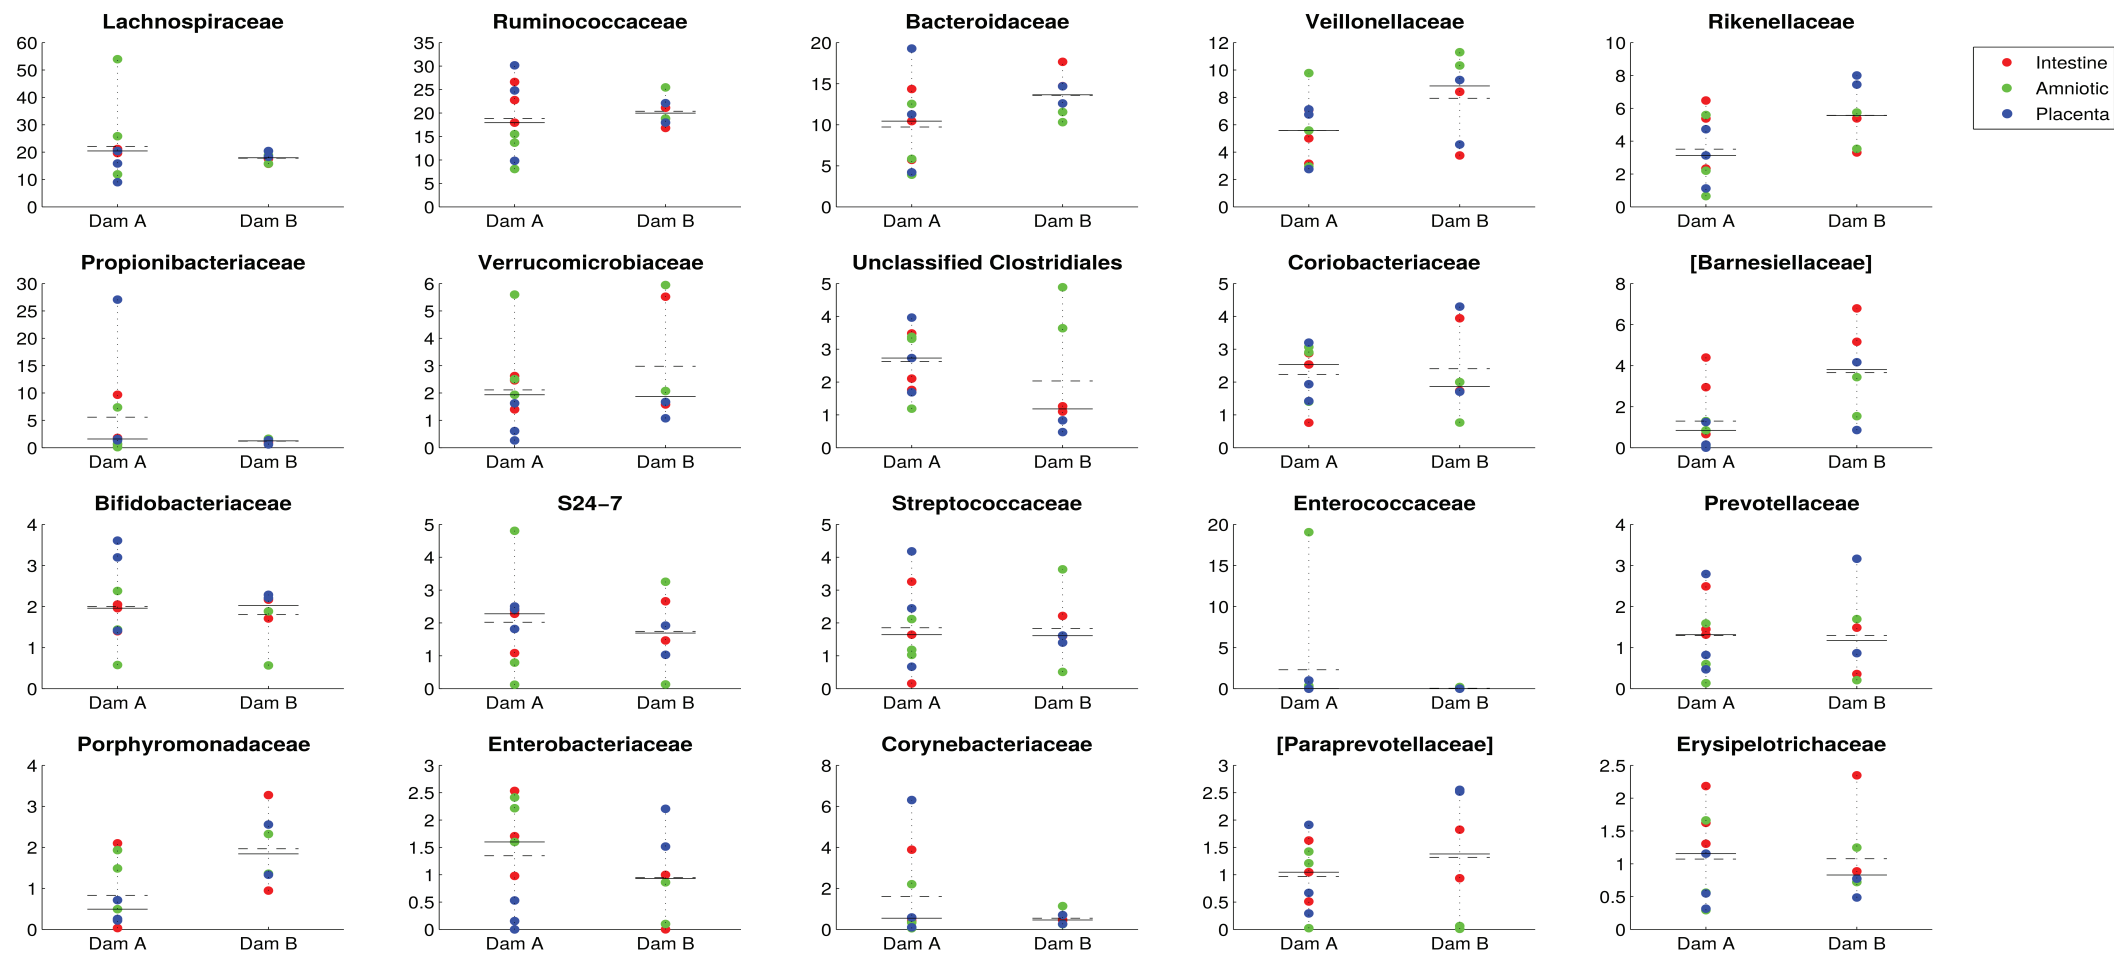 Lachnospiraceae
60
50
40
30
20
10
0
Dam A Dam B
Ruminococcaceae
35
30
25
20
15
10
5
0
Dam A Dam B
Bacteroidaceae
20
15
10
5
0
Dam A Dam B
Veillonellaceae
12
10
8
6
4
2
0
Dam A Dam B
Rikenellaceae
10
8
6
4
2
0
Dam A Dam B
Intestine
Amniotic
Placenta
Propionibacteriaceae
30
25
20
15
10
5
0
Dam A Dam B
Verrucomicrobiaceae
6
5
4
3
2
1
0
Dam A Dam B
Unclassified Clostridiales
5
4
3
2
1
0
Dam A Dam B
Coriobacteriaceae
5
4
3
2
1
0
Dam A Dam B
[Barnesiellaceae]
8
6
4
2
0
Dam A Dam B
Bifidobacteriaceae
4
3
2
1
0
Dam A Dam B
S24–7
5
4
3
2
1
0
Dam A Dam B
Streptococcaceae
5
4
3
2
1
0
Dam A Dam B
Enterococcaceae
20
15
10
5
0
Dam A Dam B
Prevotellaceae
4
3
2
1
0
Dam A Dam B
Porphyromonadaceae
4
3
2
1
0
Dam A Dam B
Enterobacteriaceae
3
2.5
2
1.5
1
0.5
0
Dam A Dam B
Corynebacteriaceae
8
6
4
2
0
Dam A Dam B
[Paraprevotellaceae]
3
2.5
2
1.5
1
0.5
0
Dam A Dam B
Erysipelotrichaceae
2.5
2
1.5
1
0.5
0
Dam A Dam B